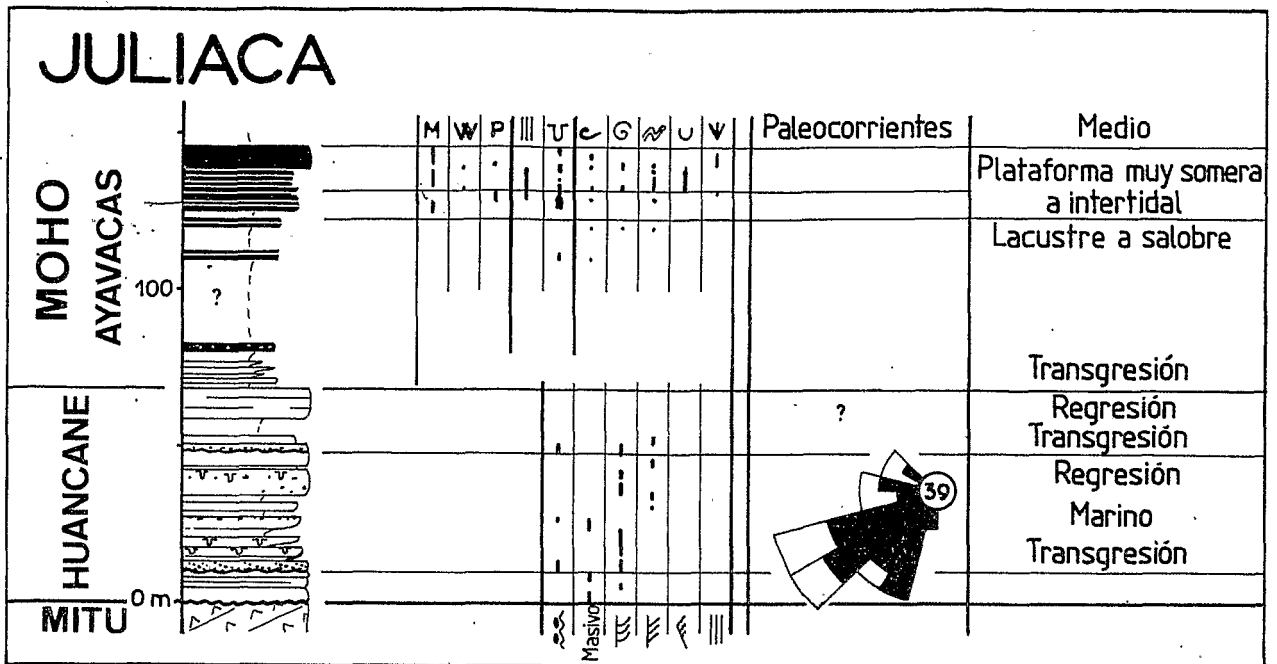 JULIACA
M W P Paleocorrientes Medio
MOHO
AYAVACAS
Plataforma muy somera
a intertidal
Lacustre a salobre
100
?
Transgresión
HUANCANE
?
Regresión
Transgresión
Regresión
39
Marino
Transgresión
0 m
MITU
Masivo